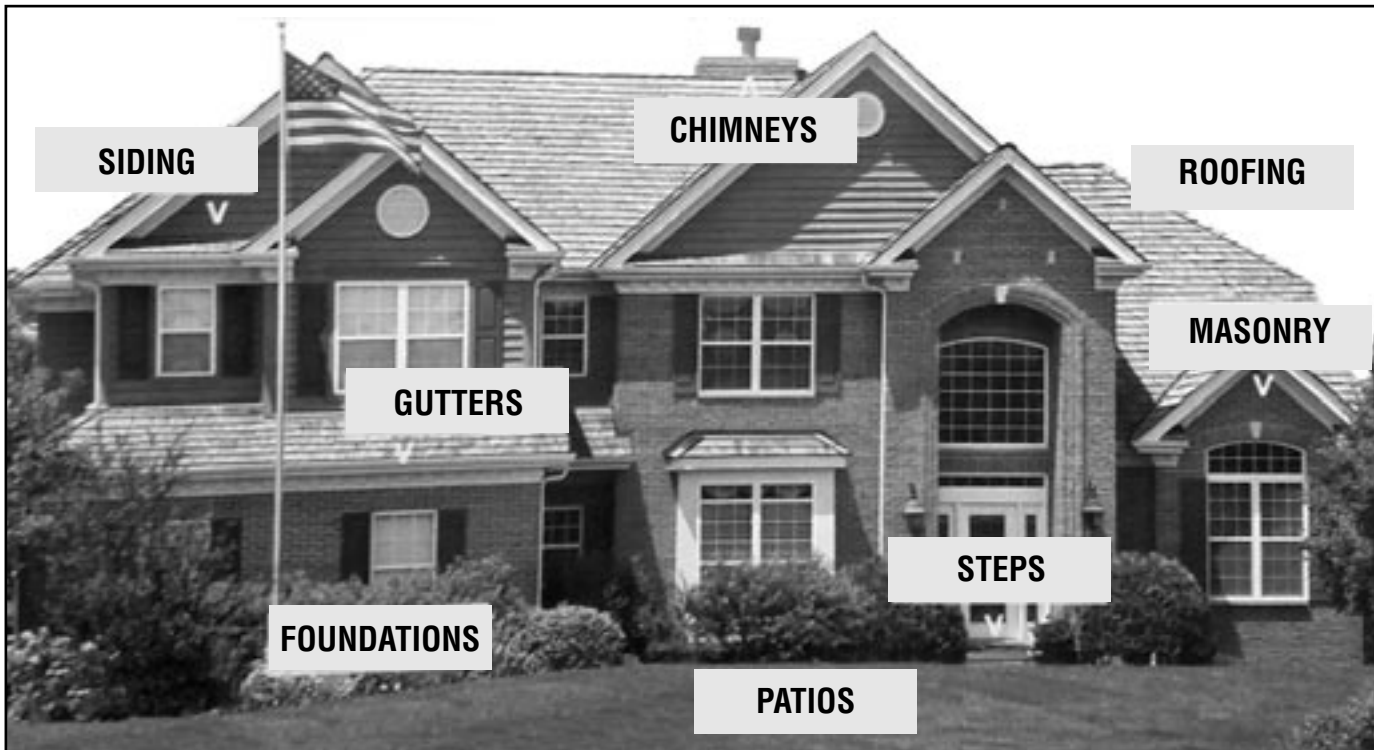 CHIMNEYS
SIDING
ROOFING
MASONRY
GUTTERS
STEPS
FOUNDATIONS
PATIOS